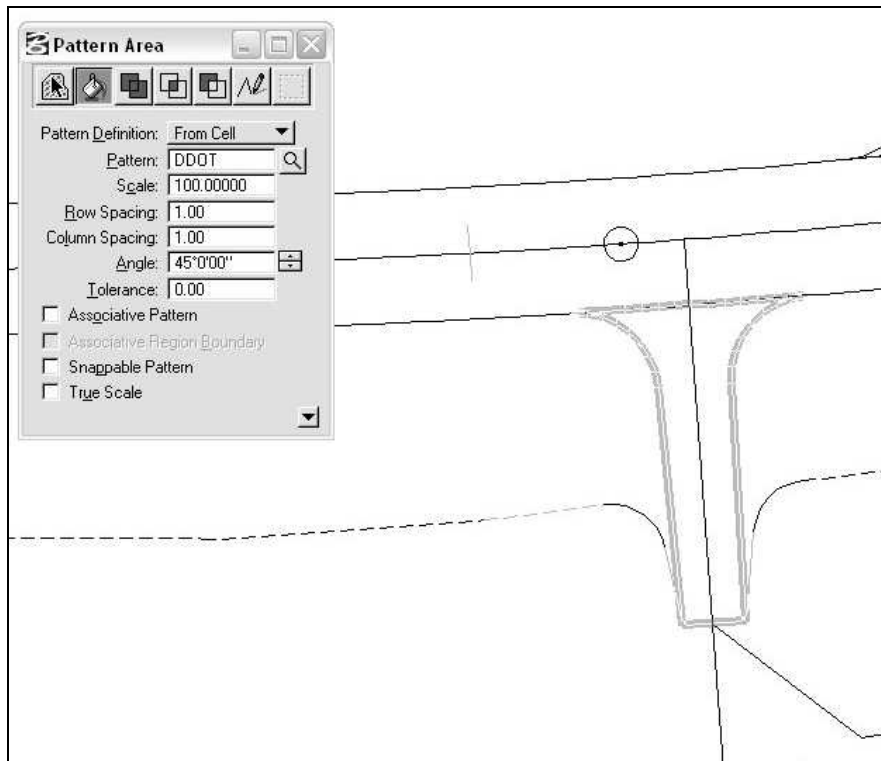 Pattern Area
Pattern Definition: From Cell
Pattern: DDOT
Scale: 100.00000
Row Spacing: 1.00
Column Spacing: 1.00
Angle: 45°0'00"
Tolerance: 0.00
Associative Pattern
Associative Region Boundary
Snappable Pattern
True Scale